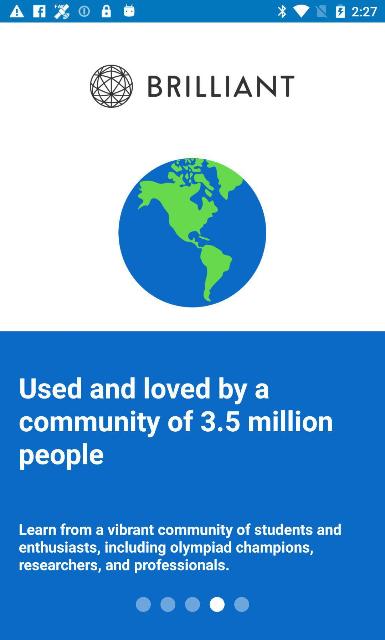 2:27
BRILLIANT
Used and loved by a
community of 3.5 million
people
Learn from a vibrant community of students and
enthusiasts, including olympiad champions,
researchers, and professionals.